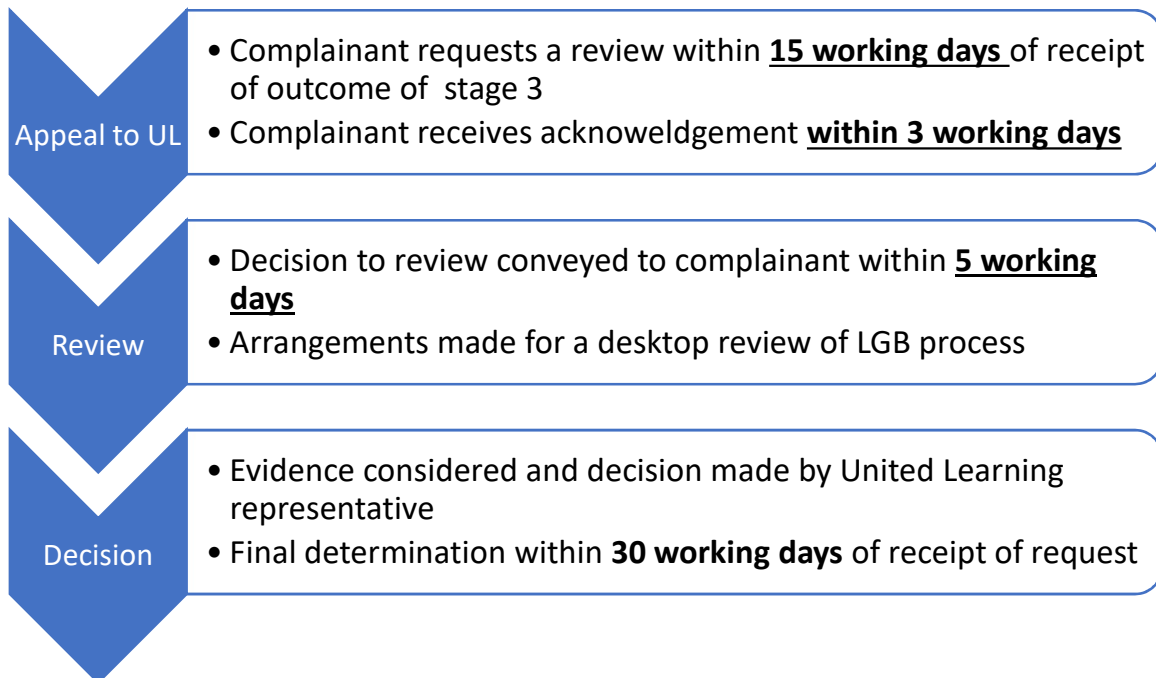 Appeal to UL
• Complainant requests a review within 15 working days of receipt
of outcome of  stage 3
• Complainant receives acknoweldgement within 3 working days
Review
• Decision to review conveyed to complainant within 5 working
days
• Arrangements made for a desktop review of LGB process
Decision
• Evidence considered and decision made by United Learning
representative
• Final determination within 30 working days of receipt of request